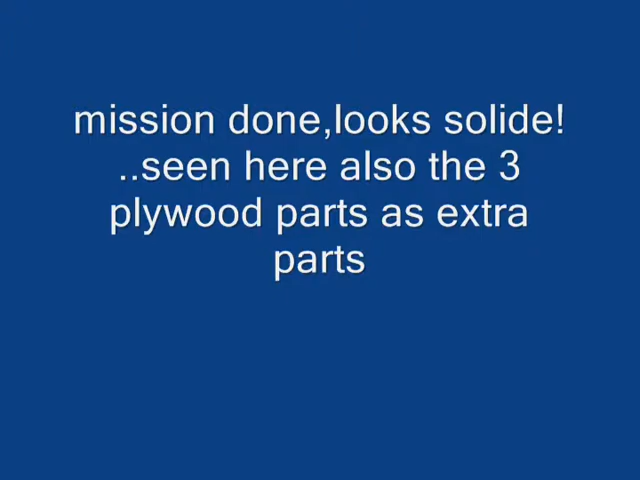 mission done,looks solide!
..seen here also the 3
plywood parts as extra
parts